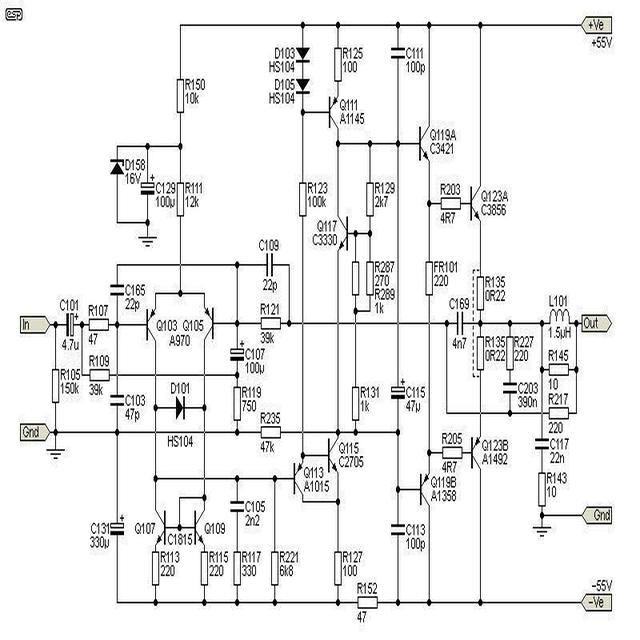 esp
+Ve
+55V
D103
HS104
R125
100
C111
100p
D105
HS104
R150
10k
Q111
A1145
Q119A
C3421
D158
16V
C129
100µ
R111
12k
R123
100k
R129
2k7
R203
4R7
Q123A
C3856
Q117
C3330
C109
22p
R287
270
R289
1k
FR101
220
C165
22p
R135
0R22
L101
1.5µH
C101
4.7u
R107
47
Q103
Q105
A970
R121
39k
C169
4n7
In
Out
R135
0R22
R227
220
R145
10
C107
100µ
R109
39k
R105
150k
D101
HS104
R119
750
R131
1k
C115
47µ
C203
390n
R217
220
C103
47p
R235
47k
Gnd
Q115
C2705
R205
4R7
Q123B
A1492
C117
22n
Q113
A1015
Q119B
A1358
R143
10
C105
2n2
C131
330µ
Q107
C1815
Q109
C113
100p
Gnd
R113
220
R115
220
R117
330
R221
6k8
R127
100
R152
47
-55V
-Ve